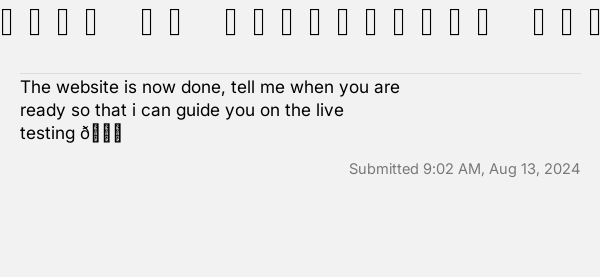 The website is now done, tell me when you are
ready so that i can guide you on the live
testing ð
Submitted 9:02 AM, Aug 13, 2024